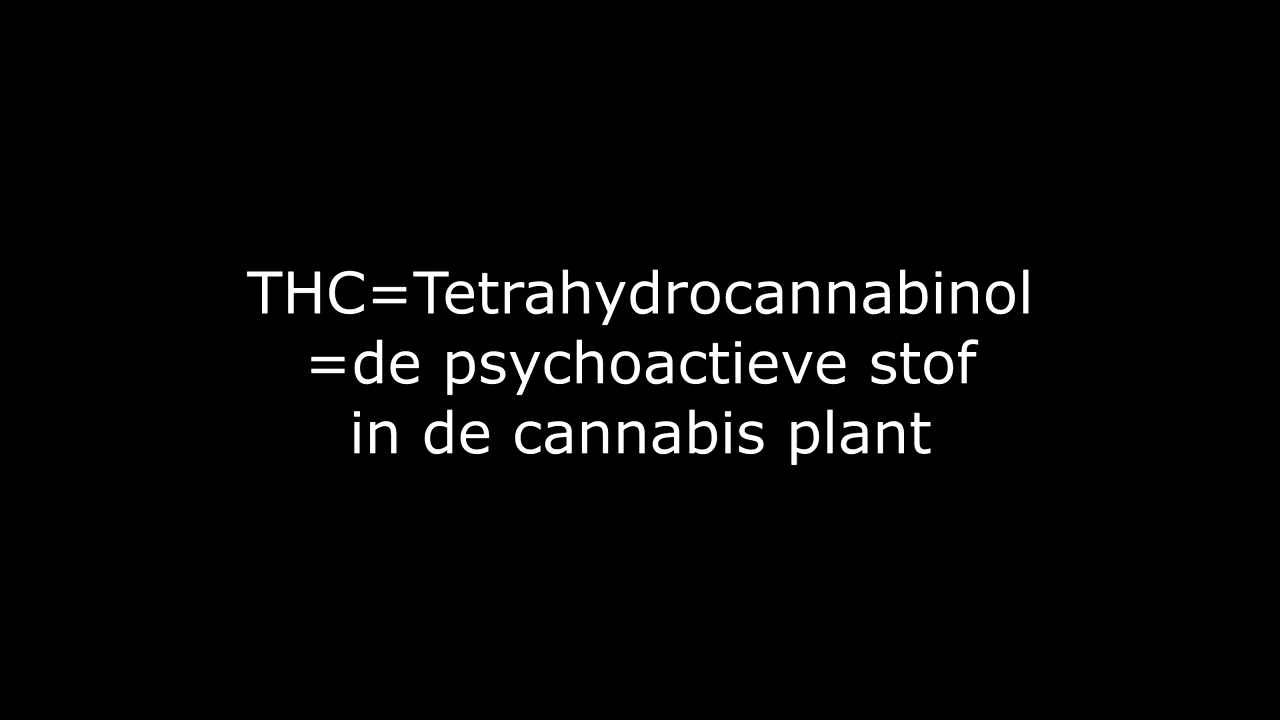 THC=Tetrahydrocannabinol
=de psychoactieve stof
in de cannabis plant